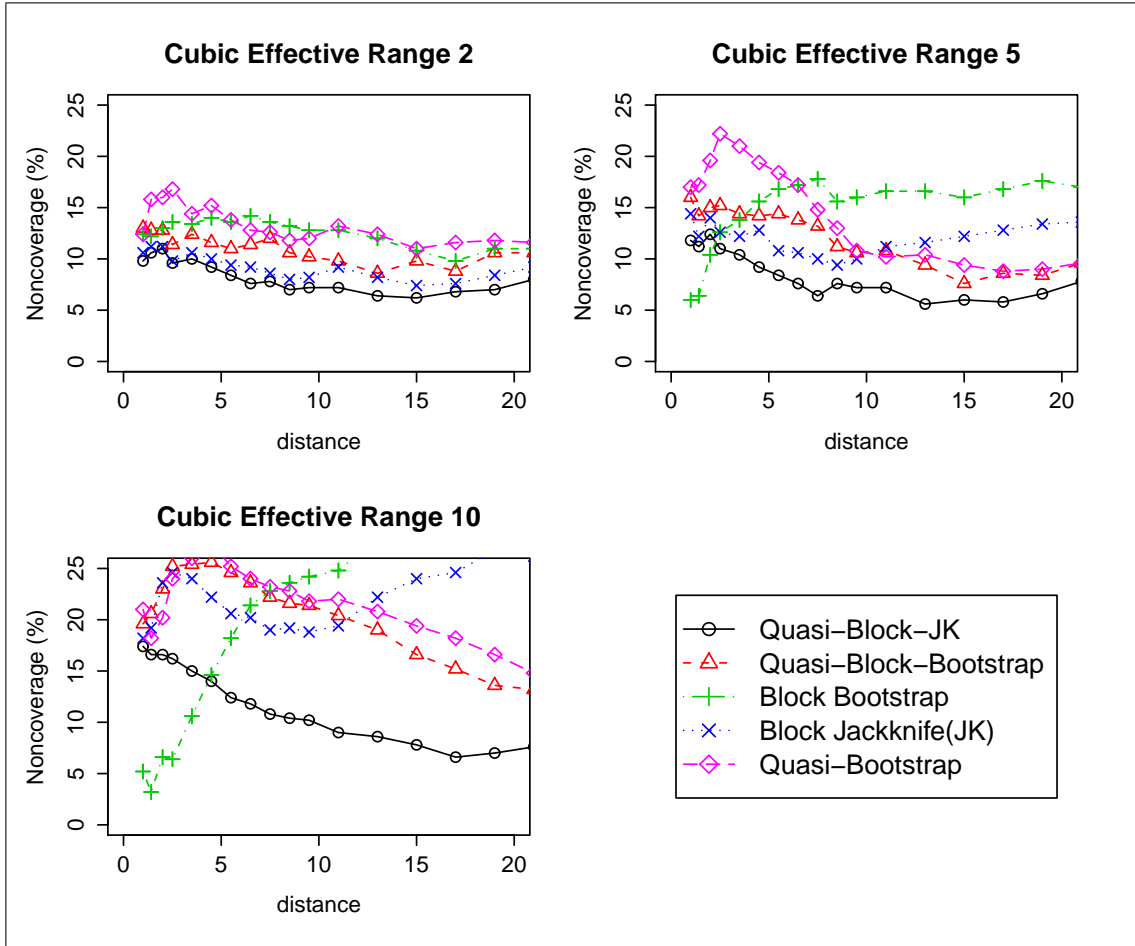 Cubic Effective Range 2
Noncoverage (%)
0 5 10 15 20 25
0 5 10 15 20
distance
Cubic Effective Range 5
Noncoverage (%)
0 5 10 15 20 25
0 5 10 15 20
distance
Cubic Effective Range 10
Noncoverage (%)
0 5 10 15 20 25
0 5 10 15 20
distance
Quasi−Block−JK
Quasi−Block−Bootstrap
Block Bootstrap
Block Jackknife(JK)
Quasi−Bootstrap